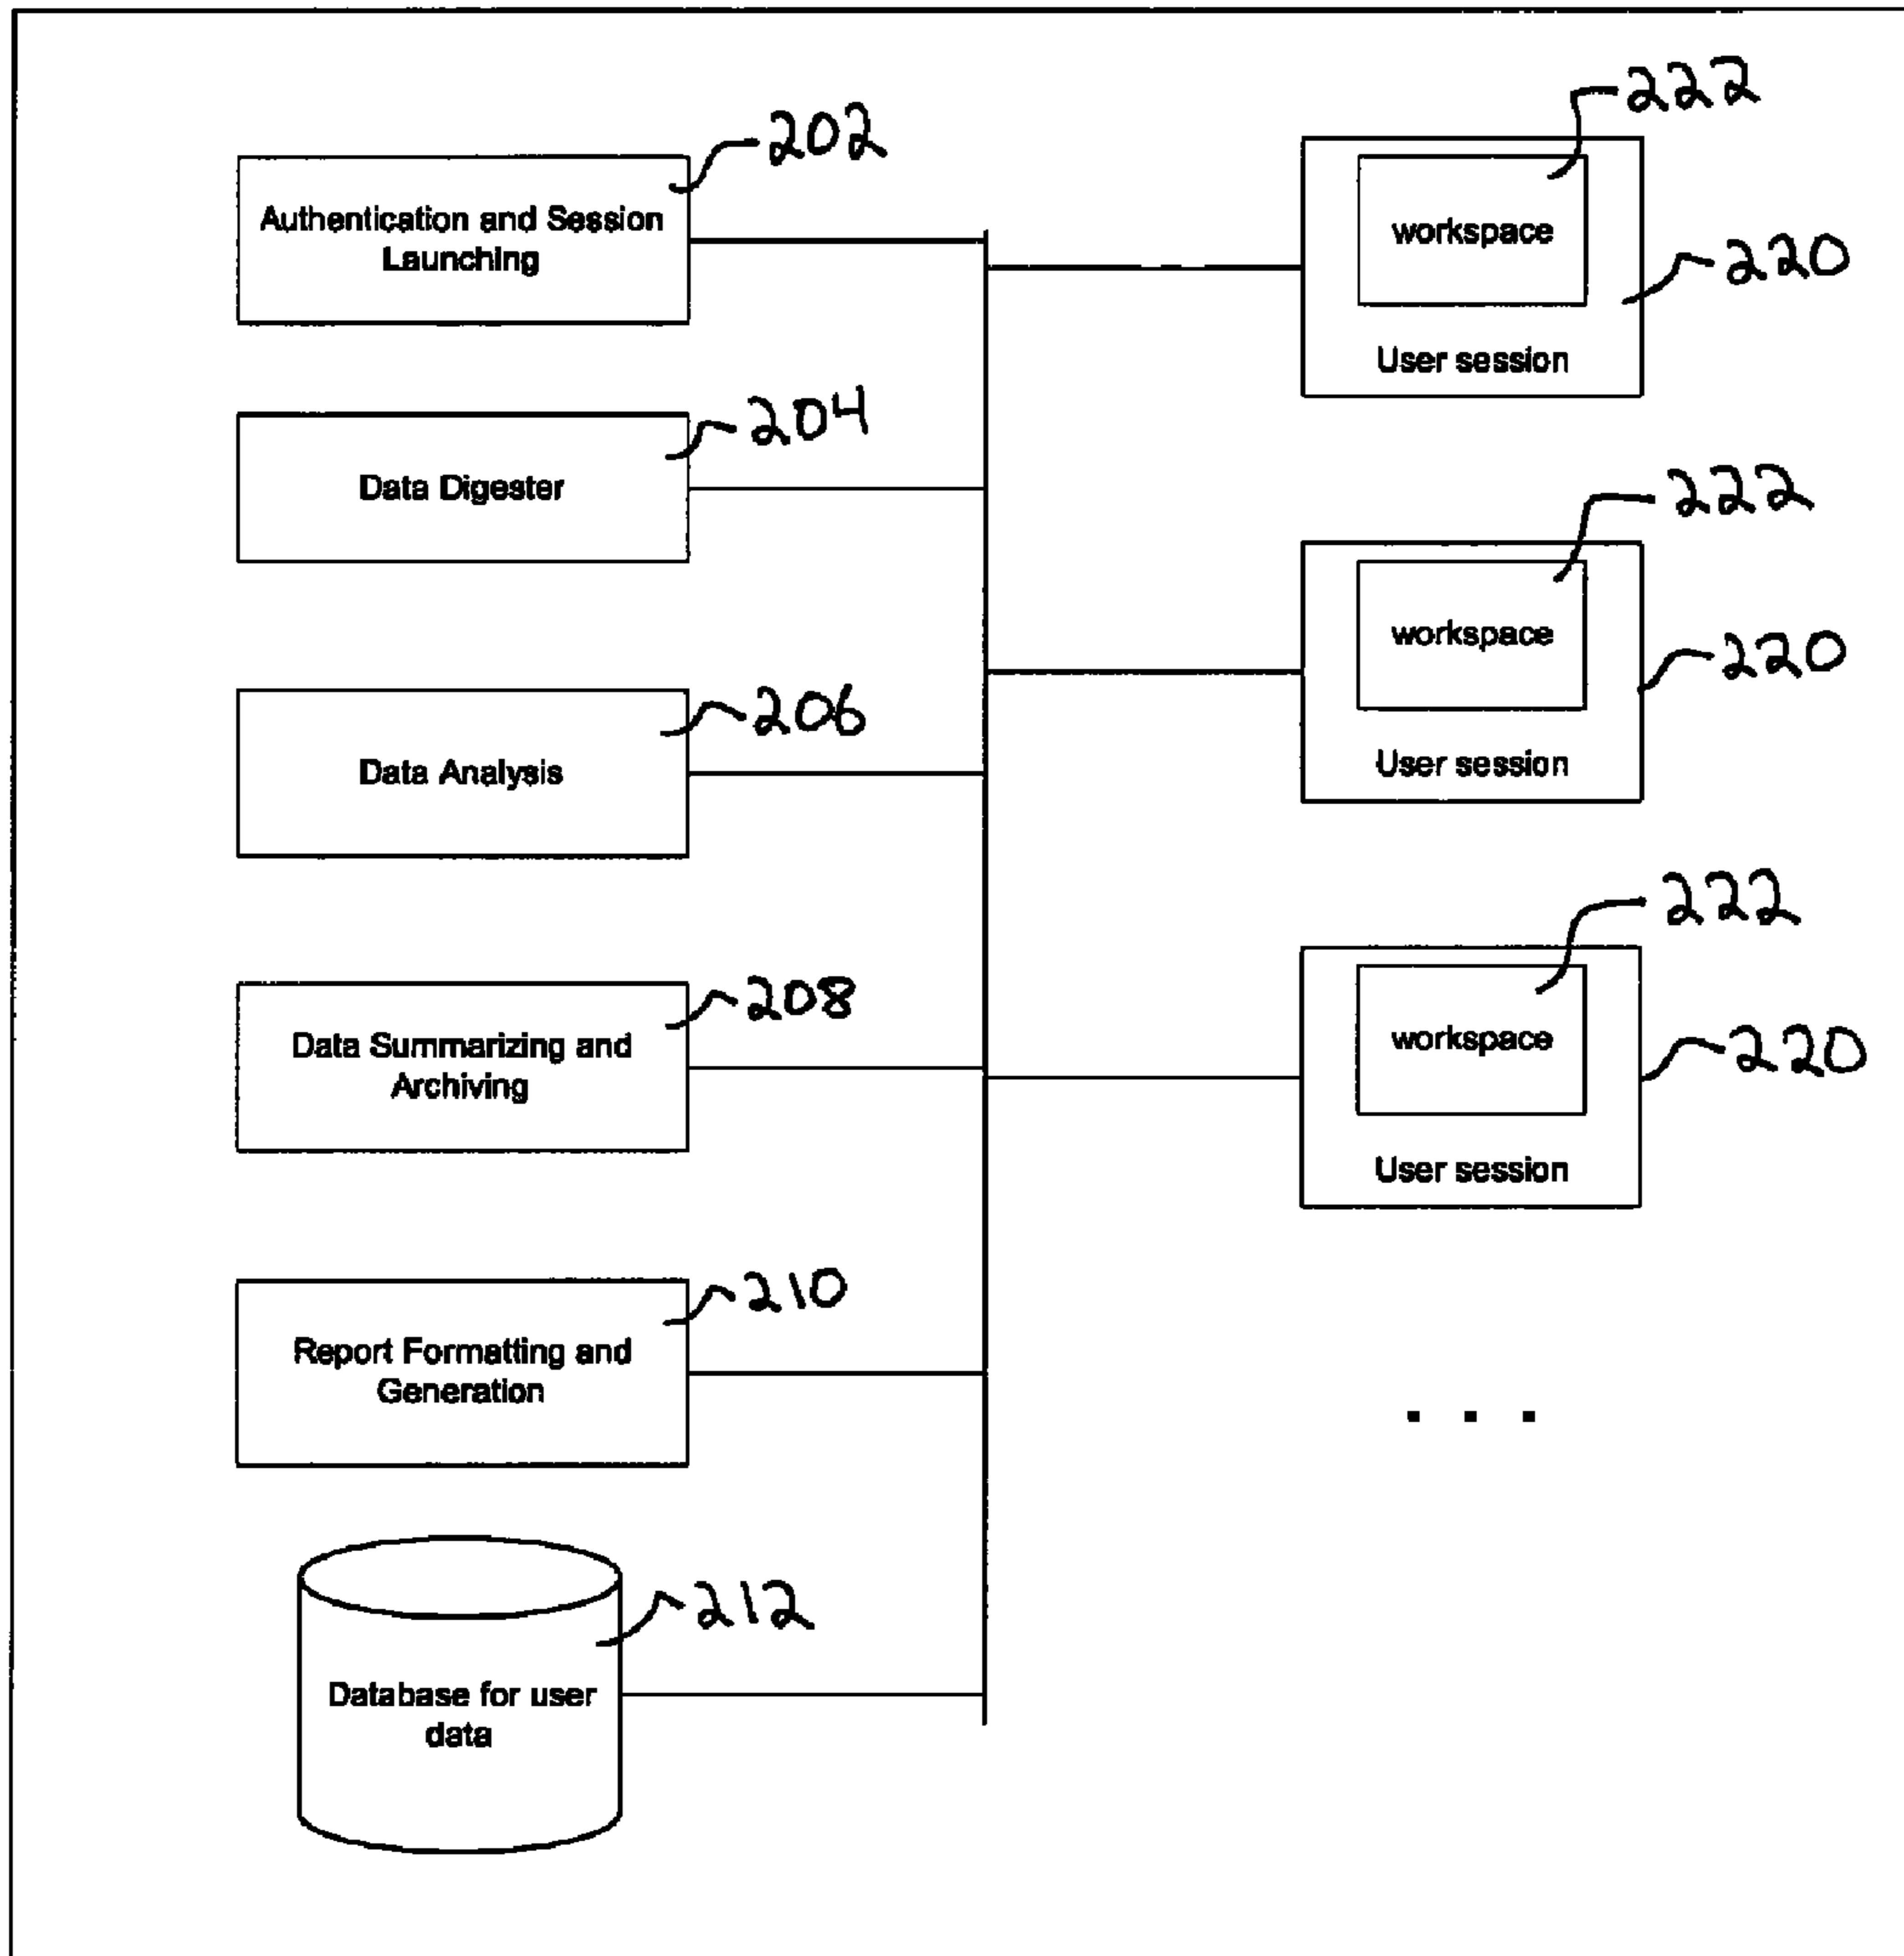 202
Authentication and Session
Launching
204
Data Digester
206
Data Analysis
208
Data Summarizing and
Archiving
210
Report Formatting and
Generation
212
Database for user
data
222
workspace
220
User session
222
workspace
220
User session
222
workspace
220
User session
. . .